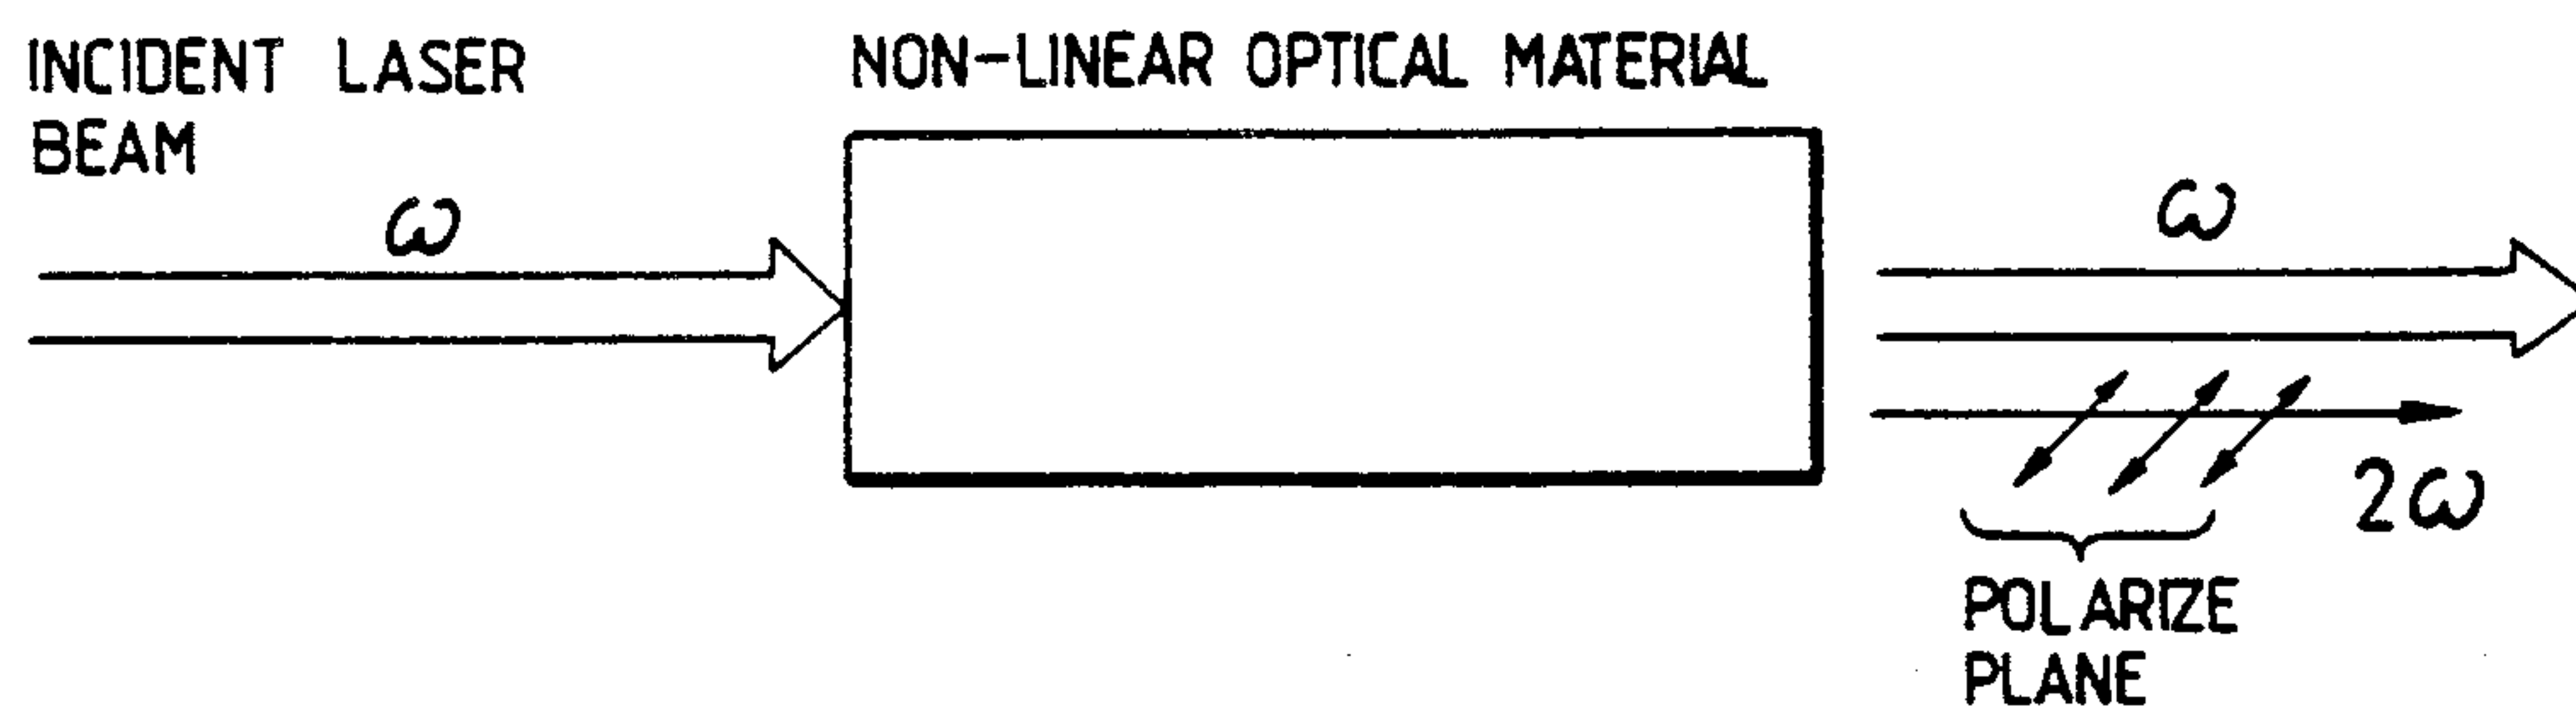 INCIDENT LASER
BEAM
NON-LINEAR OPTICAL MATERIAL
ω
ω
2ω
POLARIZE
PLANE